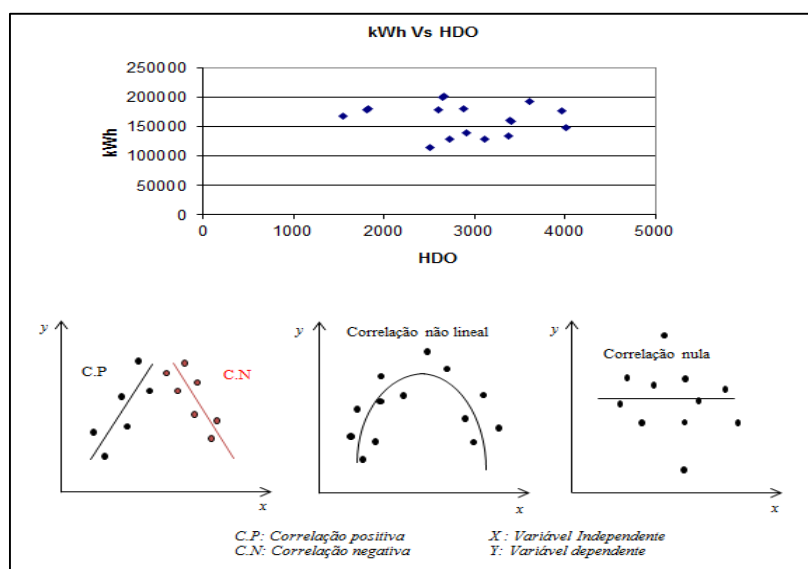 kWh Vs HDO
250000
200000
150000
100000
50000
0
kWh
0 1000 2000 3000 4000 5000
HDO
y
C.P
C.N
x
y
Correlação não lineal
x
y
Correlação nula
x
C.P: Correlação positiva
C.N: Correlação negativa
X : Variável Independente
Y: Variável dependente